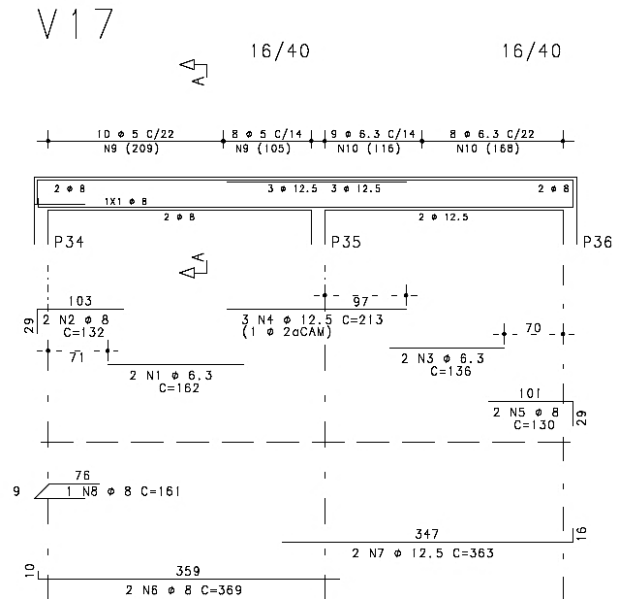 V17
16/40
16/40
A
10 ø 5 C/22
8 ø 5 C/14
9 ø 6.3 C/14
8 ø 6.3 C/22
N9 (209)
N9 (105)
N10 (116)
N10 (168)
2 ø 8
3 ø 12.5
3 ø 12.5
2 ø 8
1X1 ø 8
2 ø 8
2 ø 12.5
P34
P35
P36
A
103
97
2 N2 ø 8
C=132
29
3 N4 ø 12.5 C=213
(1 ø 2aCAM)
70
71
2 N3 ø 6.3
C=136
2 N1 ø 6.3
C=162
101
2 N5 ø 8
C=130
29
76
9
1 N8 ø 8 C=161
347
16
2 N7 ø 12.5 C=363
10
359
2 N6 ø 8 C=369